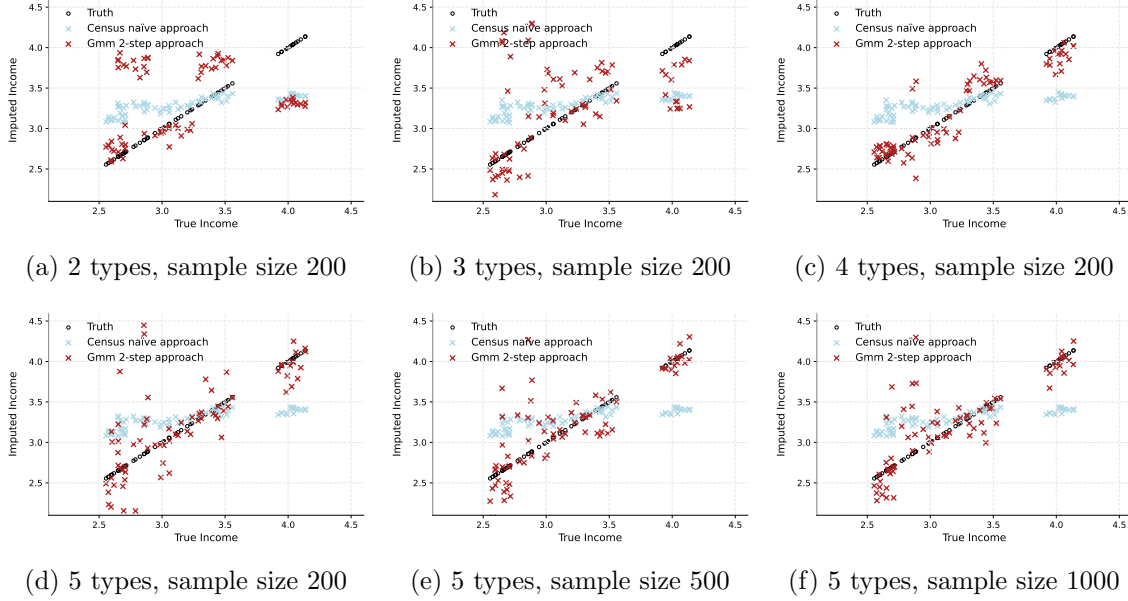 Truth
Census naïve approach
Gmm 2-step approach
4.5
4.0
3.5
3.0
2.5
Imputed Income
2.5 3.0 3.5 4.0 4.5
True Income
(a) 2 types, sample size 200
Truth
Census naïve approach
Gmm 2-step approach
4.0
3.5
3.0
2.5
Imputed Income
2.5 3.0 3.5 4.0 4.5
True Income
(b) 3 types, sample size 200
Truth
Census naïve approach
Gmm 2-step approach
4.0
3.5
3.0
2.5
Imputed Income
2.5 3.0 3.5 4.0 4.5
True Income
(c) 4 types, sample size 200
Truth
Census naïve approach
Gmm 2-step approach
4.5
4.0
3.5
3.0
2.5
Imputed Income
2.5 3.0 3.5 4.0 4.5
True Income
(d) 5 types, sample size 200
Truth
Census naïve approach
Gmm 2-step approach
4.5
4.0
3.5
3.0
2.5
Imputed Income
2.5 3.0 3.5 4.0 4.5
True Income
(e) 5 types, sample size 500
Truth
Census naïve approach
Gmm 2-step approach
4.5
4.0
3.5
3.0
2.5
Imputed Income
2.5 3.0 3.5 4.0 4.5
True Income
(f) 5 types, sample size 1000